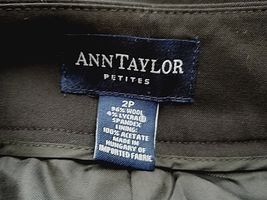 ANN TAYLOR
PETITES
2P
96% WOOL
4% LYCRA®
SPANDEX
LINING:
100% ACETATE
MADE IN
HUNGARY OF
IMPORTED FABRIC